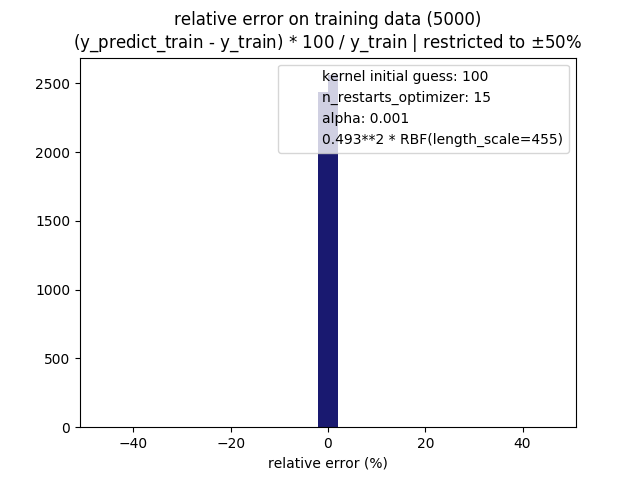 relative error on training data (5000)
(y_predict_train - y_train) * 100 / y_train | restricted to ±50%
kernel initial guess: 100
n_restarts_optimizer: 15
alpha: 0.001
0.493**2 * RBF(length_scale=455)
2500
2000
1500
1000
500
0
−40 −20 0 20 40
relative error (%)